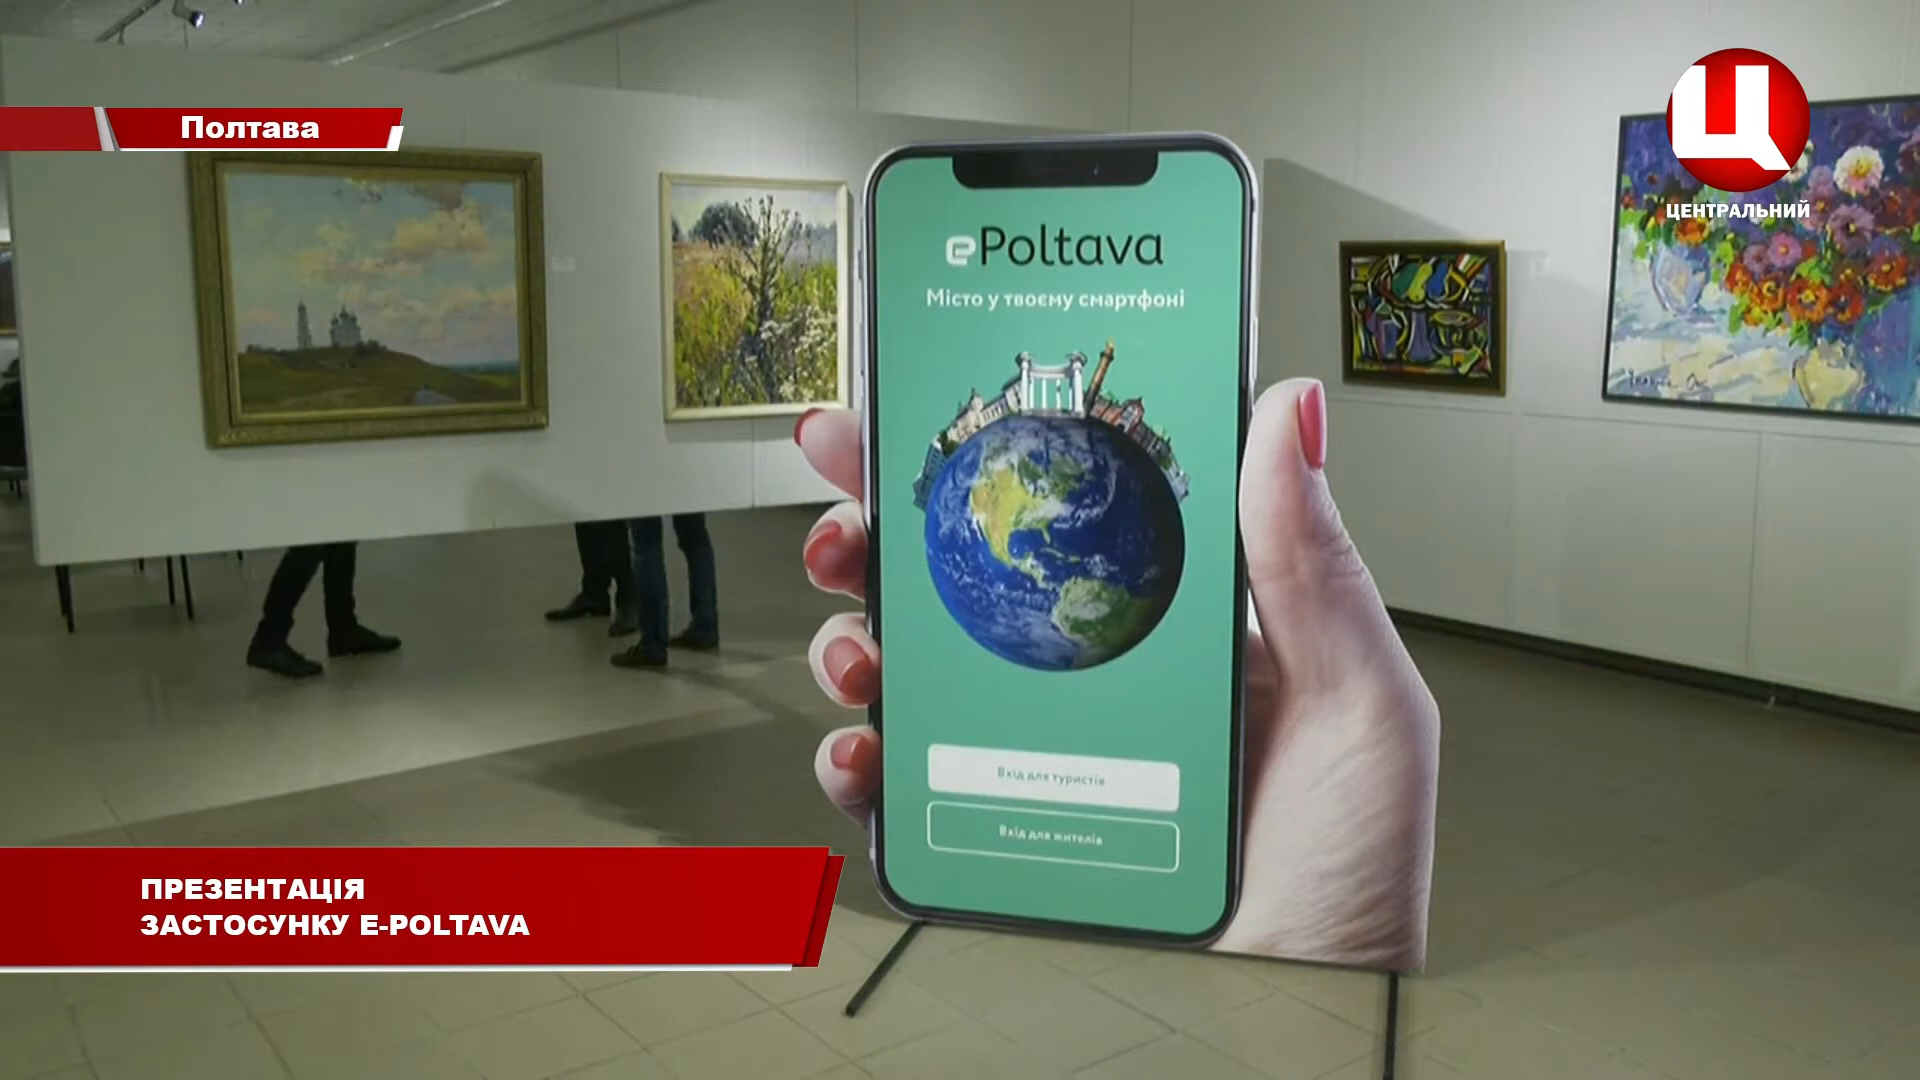 Полтава
Ц
ЦЕНТРАЛЬНИЙ
ePoltava
Місто у твоєму смартфоні
Вхід для туристів
Вхід для жителів
ПРЕЗЕНТАЦІЯ
ЗАСТОСУНКУ E-POLTAVA